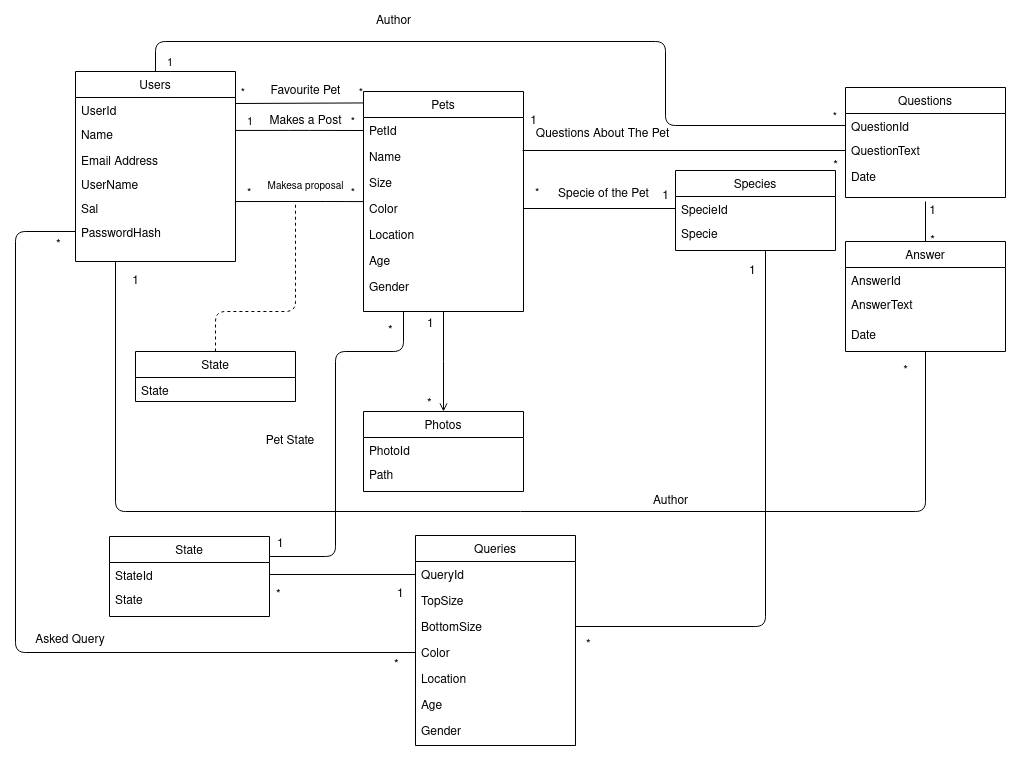 Author
1
Users
UserId
Name
Email Address
UserName
Sal
PasswordHash
* Favourite Pet *
1 Makes a Post *
* Makesa proposal *
Pets
PetId
Name
Size
Color
Location
Age
Gender
1
Questions About The Pet
*
*
Questions
QuestionId
QuestionText
Date
* Specie of the Pet 1
Species
SpecieId
Specie
1
1
*
Answer
AnswerId
AnswerText
Date
*
*
1
State
State
* 1
*
Photos
PhotoId
Path
Pet State
Author
State
StateId
State
1
*
1
Queries
QueryId
TopSize
BottomSize
Color
Location
Age
Gender
*
Asked Query
*